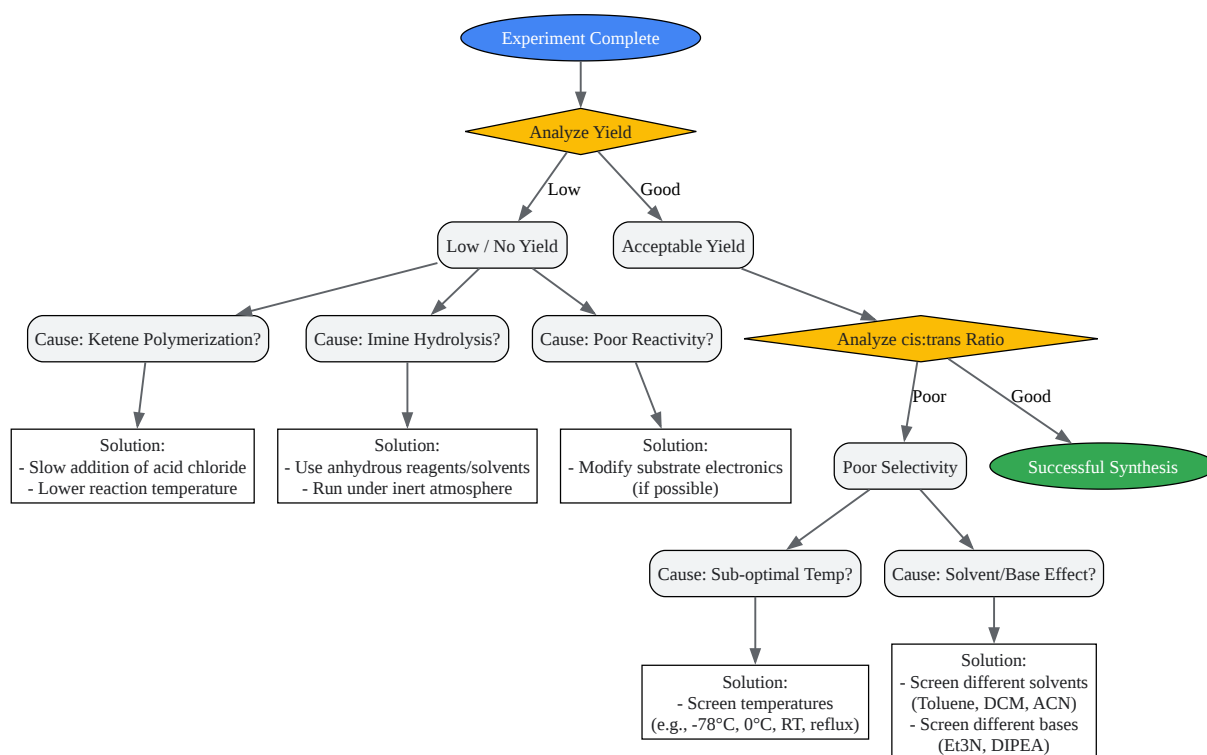 Experiment Complete
Analyze Yield
Low
Good
Low / No Yield
Acceptable Yield
Cause: Ketene Polymerization?
Cause: Imine Hydrolysis?
Cause: Poor Reactivity?
Analyze cis:trans Ratio
Poor
Good
Solution:
- Slow addition of acid chloride
- Lower reaction temperature
Solution:
- Use anhydrous reagents/solvents
- Run under inert atmosphere
Solution:
- Modify substrate electronics
(if possible)
Poor Selectivity
Successful Synthesis
Cause: Sub-optimal Temp?
Cause: Solvent/Base Effect?
Solution:
- Screen temperatures
(e.g., -78°C, 0°C, RT, reflux)
Solution:
- Screen different solvents
(Toluene, DCM, ACN)
- Screen different bases
(Et3N, DIPEA)